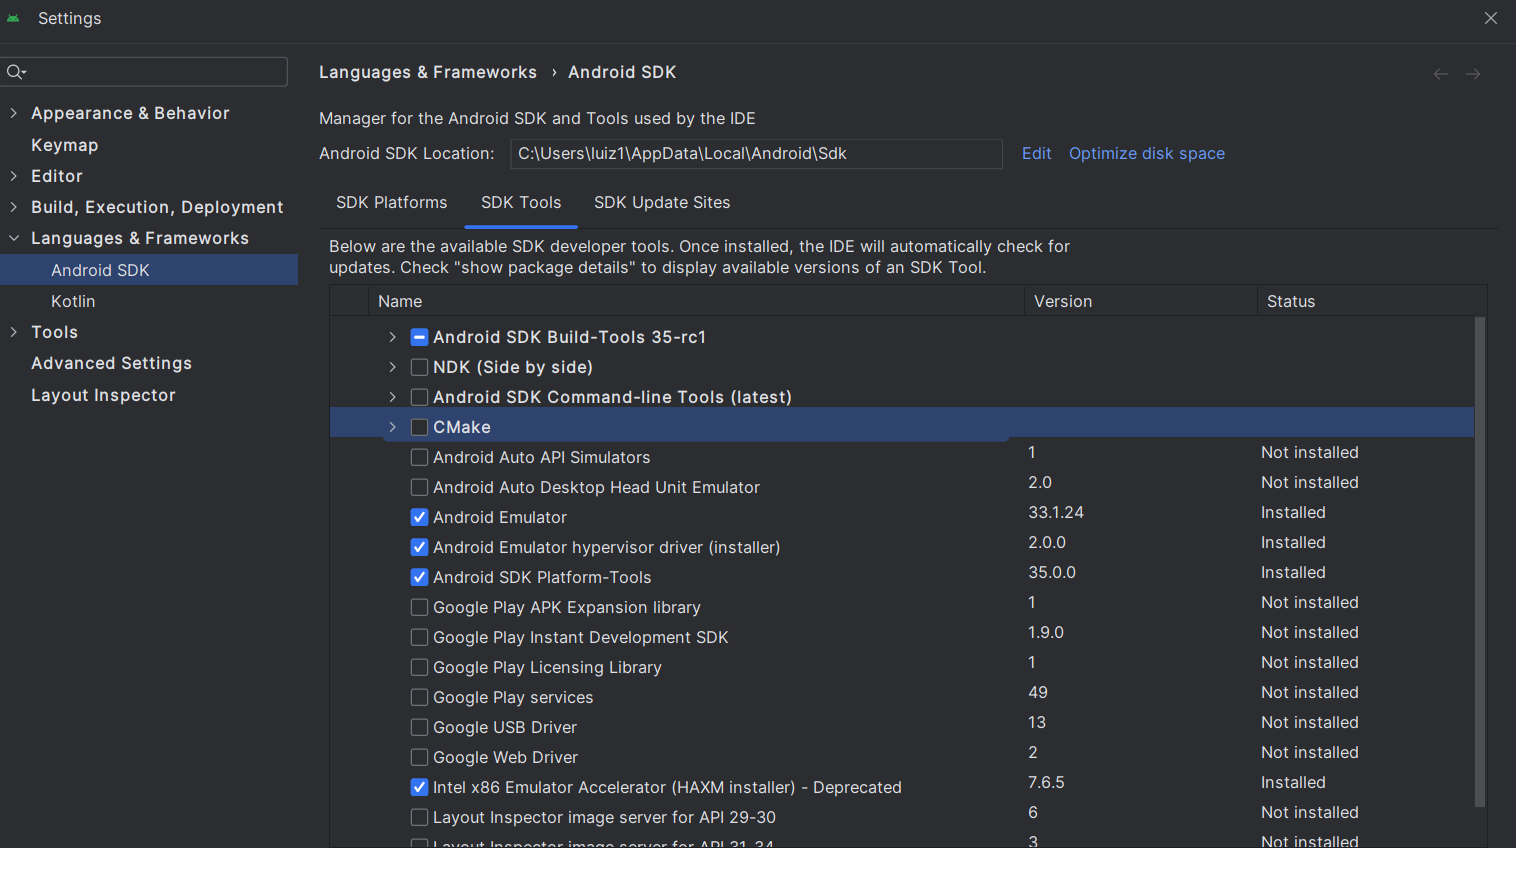 Settings
Appearance & Behavior
Keymap
Editor
Build, Execution, Deployment
Languages & Frameworks
Android SDK
Kotlin
Tools
Advanced Settings
Layout Inspector
Languages & Frameworks › Android SDK
Manager for the Android SDK and Tools used by the IDE
Android SDK Location: C:\Users\luiz1\AppData\Local\Android\Sdk Edit Optimize disk space
SDK Platforms SDK Tools SDK Update Sites
Below are the available SDK developer tools. Once installed, the IDE will automatically check for
updates. Check "show package details" to display available versions of an SDK Tool.
Name Version Status
Android SDK Build-Tools 35-rc1
NDK (Side by side)
Android SDK Command-line Tools (latest)
CMake
Android Auto API Simulators 1 Not installed
Android Auto Desktop Head Unit Emulator 2.0 Not installed
Android Emulator 33.1.24 Installed
Android Emulator hypervisor driver (installer) 2.0.0 Installed
Android SDK Platform-Tools 35.0.0 Installed
Google Play APK Expansion library 1 Not installed
Google Play Instant Development SDK 1.9.0 Not installed
Google Play Licensing Library 1 Not installed
Google Play services 49 Not installed
Google USB Driver 13 Not installed
Google Web Driver 2 Not installed
Intel x86 Emulator Accelerator (HAXM installer) - Deprecated 7.6.5 Installed
Layout Inspector image server for API 29-30 6 Not installed
Layout Inspector image server for API 31-34 3 Not installed